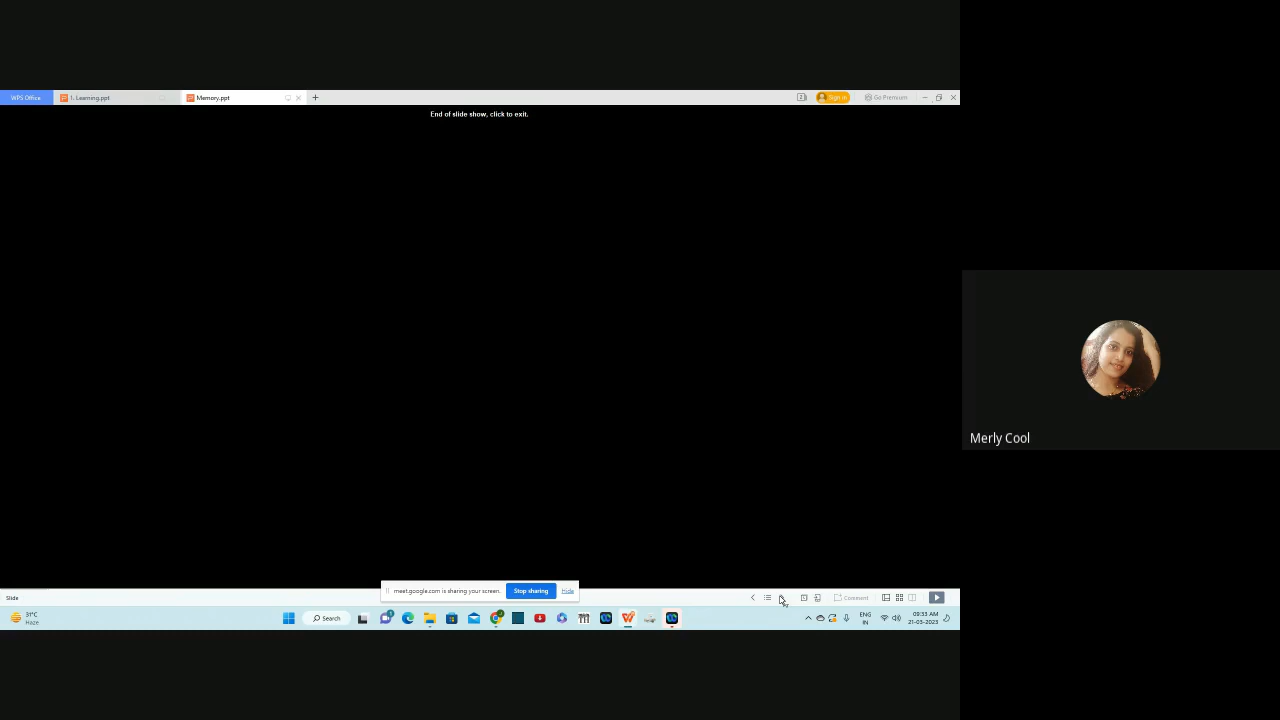 WPS Office
1. Learning.ppt
Memory.ppt
Sign in
Go Premium
End of slide show, click to exit.
Merly Cool
meet.google.com is sharing your screen.
Stop sharing
Hide
Slide
Comment
31°C
Haze
Search
ENG
IN
09:33 AM
21-03-2023